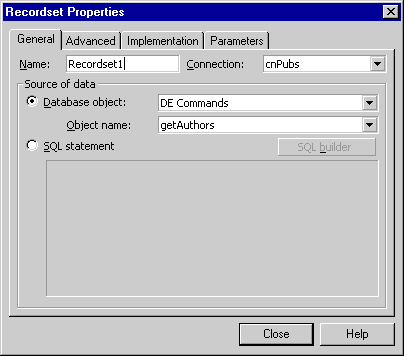 Recordset Properties
General Advanced Implementation Parameters
Name: Recordset1 Connection: cnPubs
Source of data
Database object: DE Commands
Object name: getAuthors
SQL statement SQL builder
Close Help